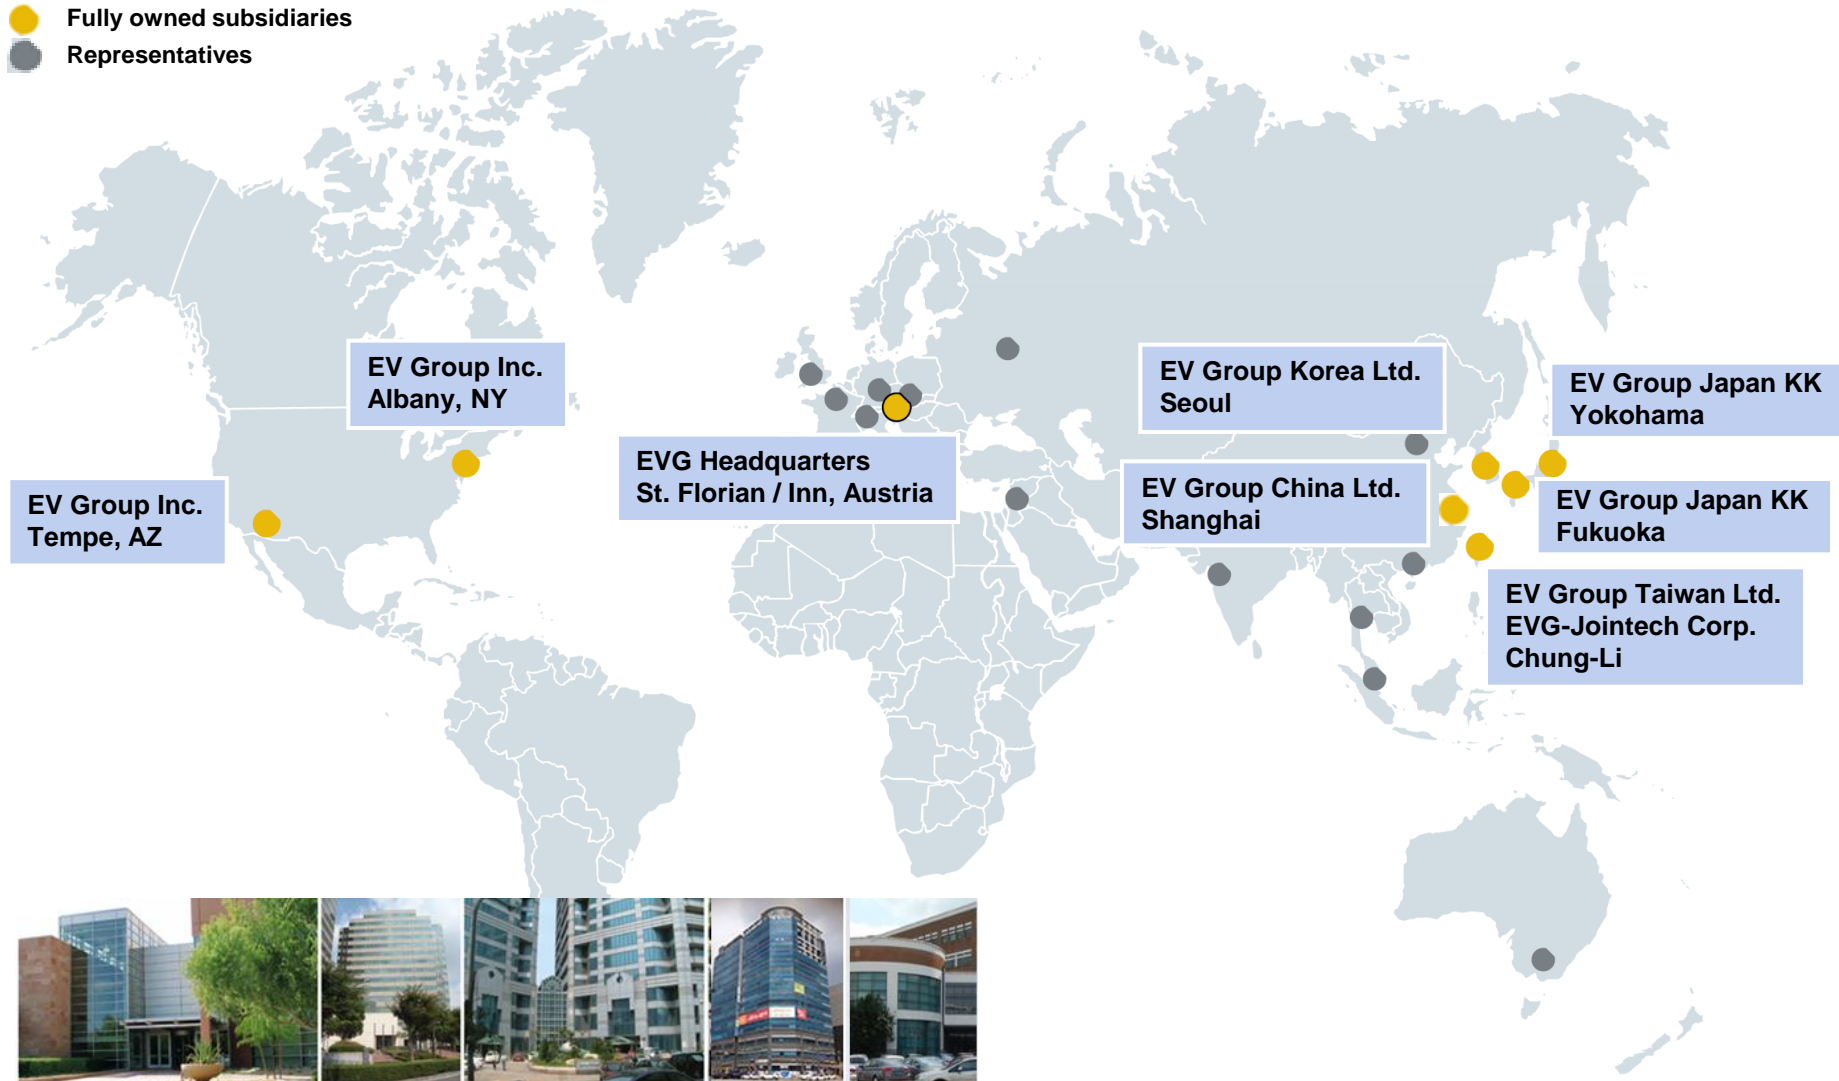 Fully owned subsidiaries
Representatives
EV Group Inc.
Albany, NY
EV Group Korea Ltd.
Seoul
EV Group Japan KK
Yokohama
EVG Headquarters
St. Florian / Inn, Austria
EV Group China Ltd.
Shanghai
EV Group Inc.
Tempe, AZ
EV Group Japan KK
Fukuoka
EV Group Taiwan Ltd.
EVG-Jointech Corp.
Chung-Li